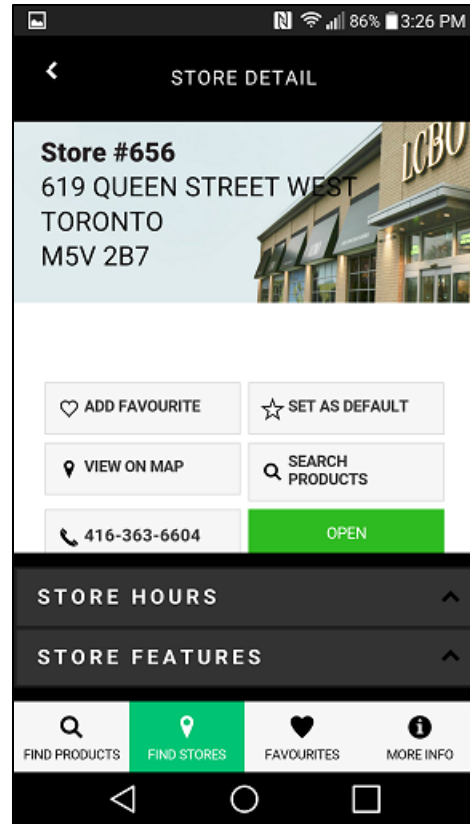 86% 3:26 PM
STORE DETAIL
LCBO
Store #656
619 QUEEN STREET WEST
TORONTO
M5V 2B7
LCBO
ADD FAVOURITE
SET AS DEFAULT
VIEW ON MAP
SEARCH
PRODUCTS
416-363-6604
OPEN
STORE HOURS
STORE FEATURES
FIND PRODUCTS
FIND STORES
FAVOURITES
MORE INFO